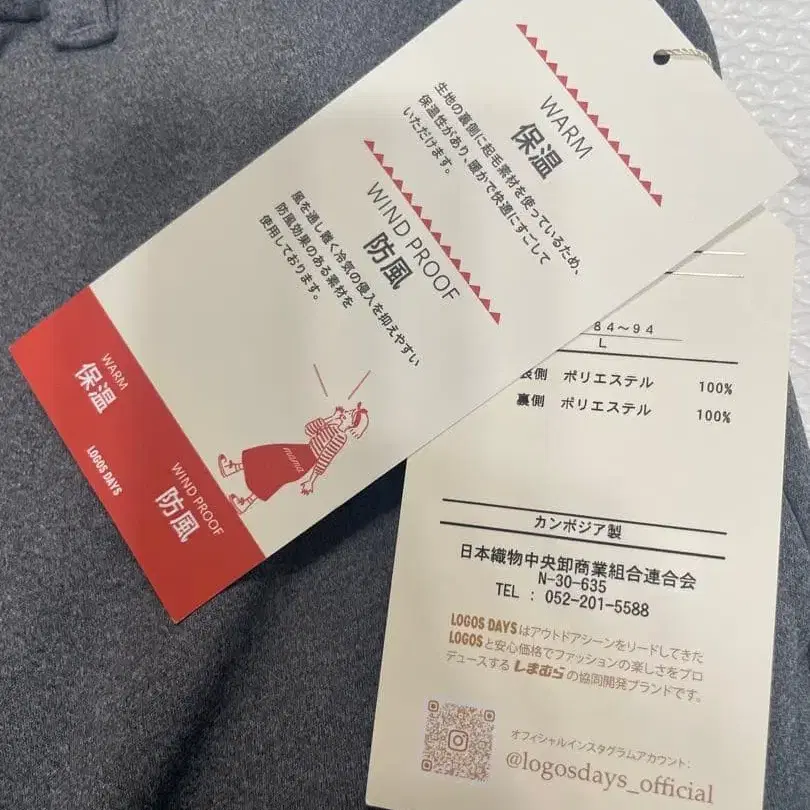 WARM
保温
生地の裏側に起毛素材を使っているため、
保温性があり、暖かで快適にすごして
いただけます。
WIND PROOF
防風
風を通し難く冷気の侵入を抑えやすい
防風効果のある素材を
使用しております。
mama
WARM
保温
LOGOS DAYS
WIND PROOF
防風
84～94
L
表側 ポリエステル 100%
裏側 ポリエステル 100%
カンボジア製
日本織物中央卸商業組合連合会
N-30-635
TEL : 052-201-5588
LOGOS DAYSはアウトドアシーンをリードしてきた
LOGOSと安心価格でファッションの楽しさをプロ
デュースする しまむら の協同開発ブランドです。
オフィシャルインスタグラムアカウント:
@logosdays_official